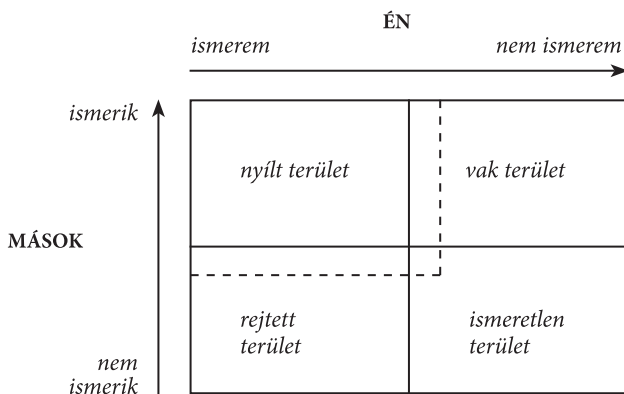 ÉN
ismerem
nem ismerem
ismerik
nyílt terület
vak terület
MÁSOK
rejtett
terület
ismeretlen
terület
nem
ismerik